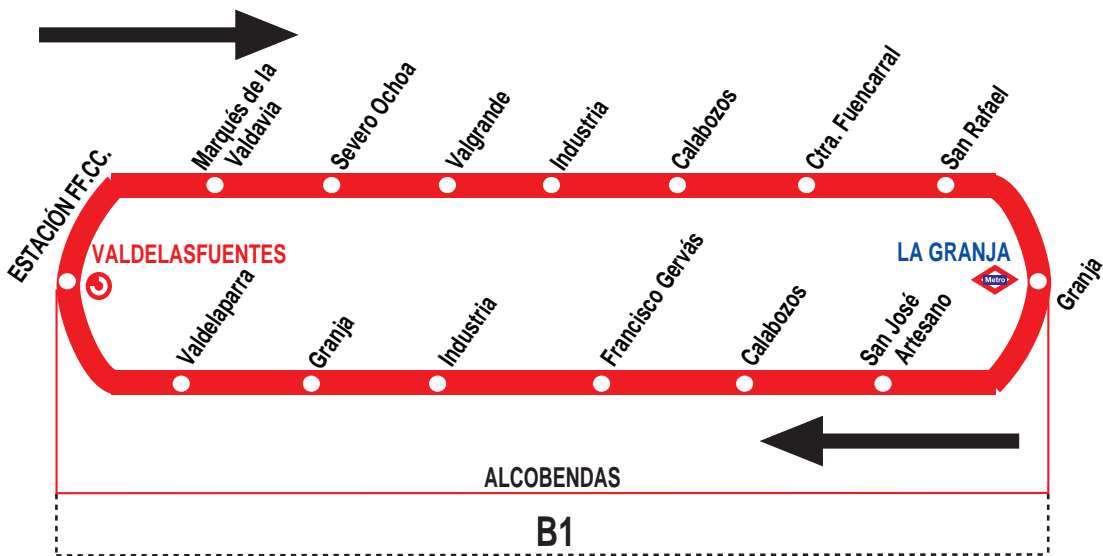 Marqués de la
Valdavia
Severo Ochoa
Valgrande
Industria
Calabozos
Ctra. Fuencarral
San Rafael
ESTACIÓN FF.CC.
VALDELASFUENTES
LA GRANJA
Metro
Granja
Valdelaparra
Granja
Industria
Francisco Gervás
Calabozos
San José
Artesano
ALCOBENDAS
B1